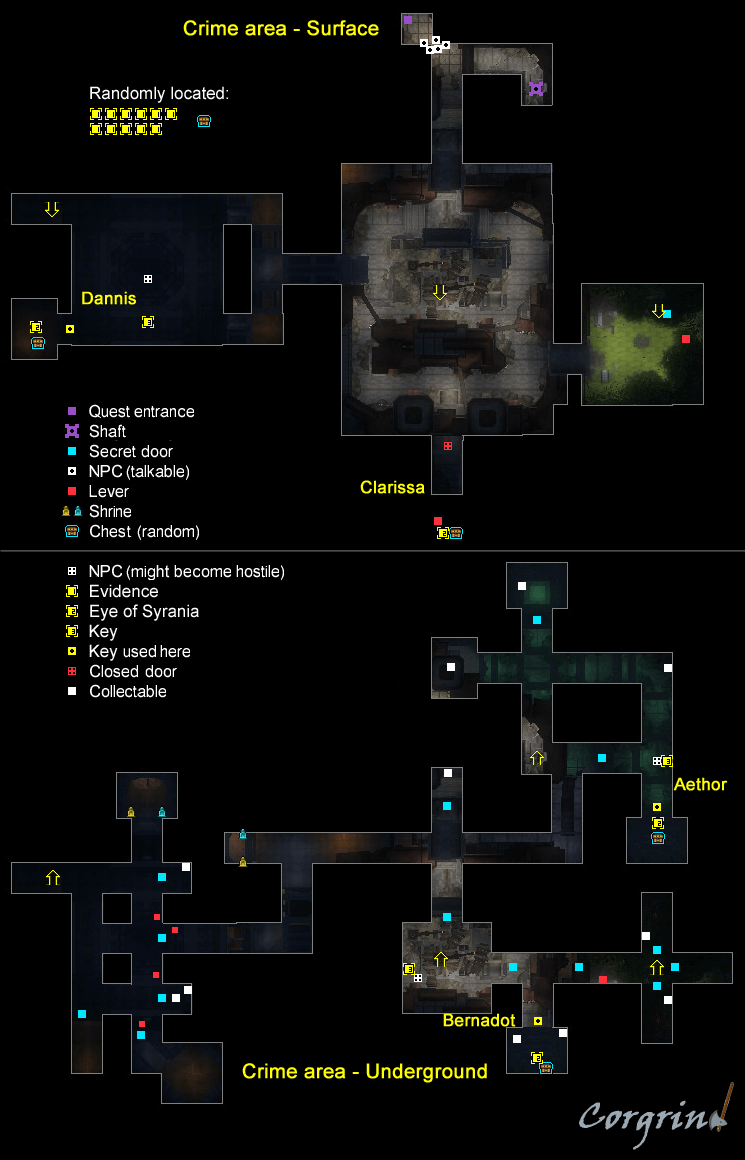 Crime area - Surface
Randomly located:
Dannis
Quest entrance
Shaft
Secret door
NPC (talkable)
Lever
Shrine
Chest (random)
Clarissa
NPC (might become hostile)
Evidence
Eye of Syrania
Key
Key used here
Closed door
Collectable
Aethor
Bernadot
Crime area - Underground
Corgrind